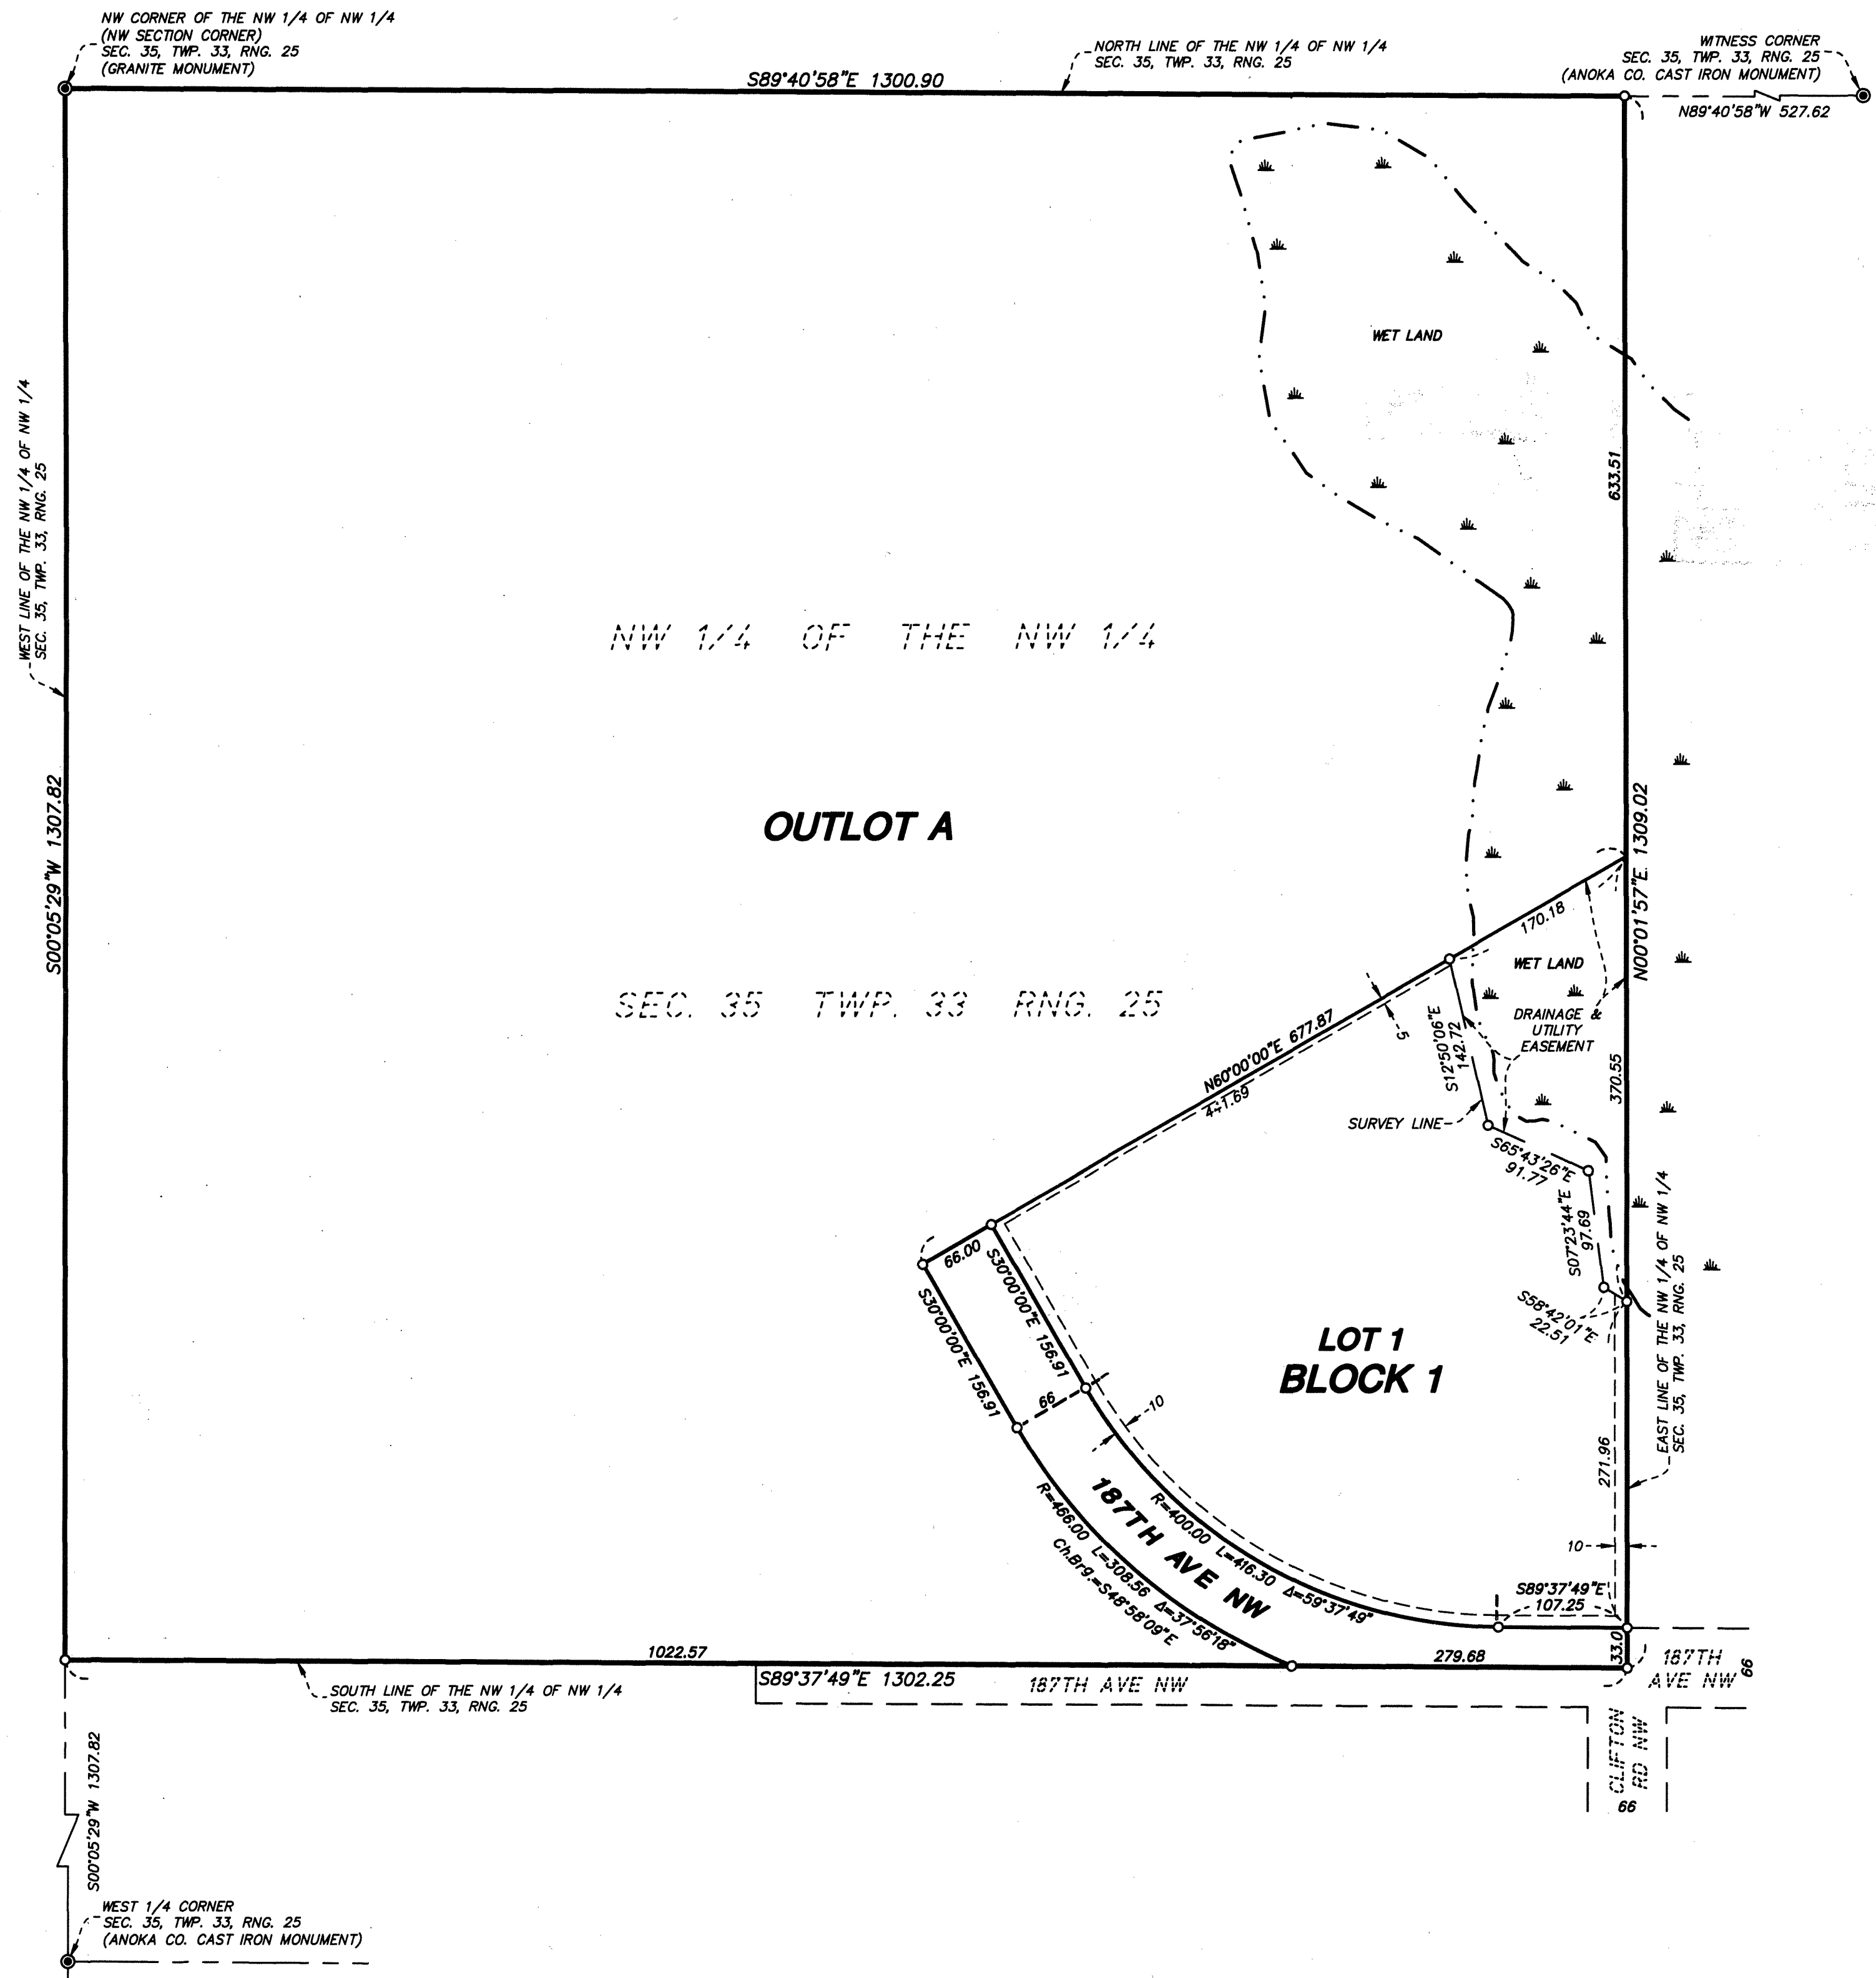 NW CORNER OF THE NW 1/4 OF NW 1/4
(NW SECTION CORNER)
SEC. 35, TWP. 33, RNG. 25
(GRANITE MONUMENT)
NORTH LINE OF THE NW 1/4 OF NW 1/4
SEC. 35, TWP. 33, RNG. 25
WITNESS CORNER
SEC. 35, TWP. 33, RNG. 25
(ANOKA CO. CAST IRON MONUMENT)
S89°40'58"E 1300.90
N89°40'58"W 527.62
WET LAND
WEST LINE OF THE NW 1/4 OF NW 1/4
SEC. 35, TWP. 33, RNG. 25
633.51
NW 1/4 OF THE NW 1/4
S00°05'29"W 1307.82
OUTLOT A
N00°01'57"E 1309.02
170.18
WET LAND
SEC. 35 TWP. 33 RNG. 25
DRAINAGE &
UTILITY
EASEMENT
5
N60°00'00"E 677.87
441.69
S12°50'06"E
142.72
370.55
SURVEY LINE
S65°43'26"E
91.77
S07°23'44"E
97.69
66.00
S30°00'00"E 156.91
S30°00'00"E 156.91
S58°42'01"E
22.51
EAST LINE OF THE NW 1/4 OF NW 1/4
SEC. 35, TWP. 33, RNG. 25
LOT 1
BLOCK 1
66
10
271.96
187TH AVE NW
R=400.00 L=416.30 Δ=59°37'49"
R=466.00 L=308.56 Δ=37°56'18"
Ch.Brg.=S48°58'09"E
10
S89°37'49"E
107.25
1022.57
279.68
33.0
187TH
AVE NW
66
S89°37'49"E 1302.25
187TH AVE NW
SOUTH LINE OF THE NW 1/4 OF NW 1/4
SEC. 35, TWP. 33, RNG. 25
CLIFTON
RD NW
66
S00°05'29"W 1307.82
WEST 1/4 CORNER
SEC. 35, TWP. 33, RNG. 25
(ANOKA CO. CAST IRON MONUMENT)